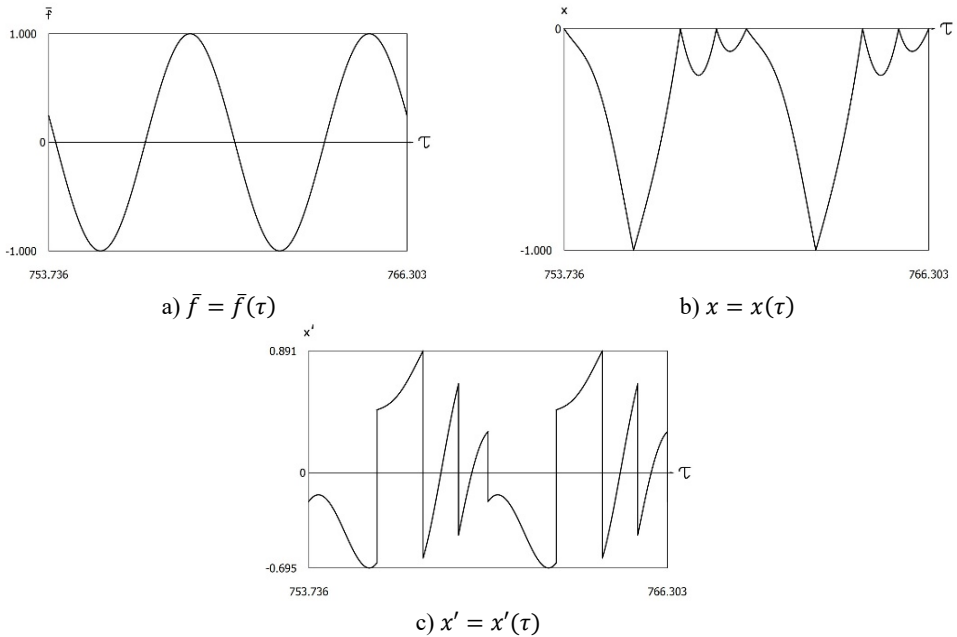 f̄
1.000
0
τ
-1.000
753.736
766.303
a) f̄ = f̄(τ)
x
0
τ
-1.000
753.736
766.303
b) x = x(τ)
x'
0.891
0
τ
-0.695
753.736
766.303
c) x′ = x′(τ)